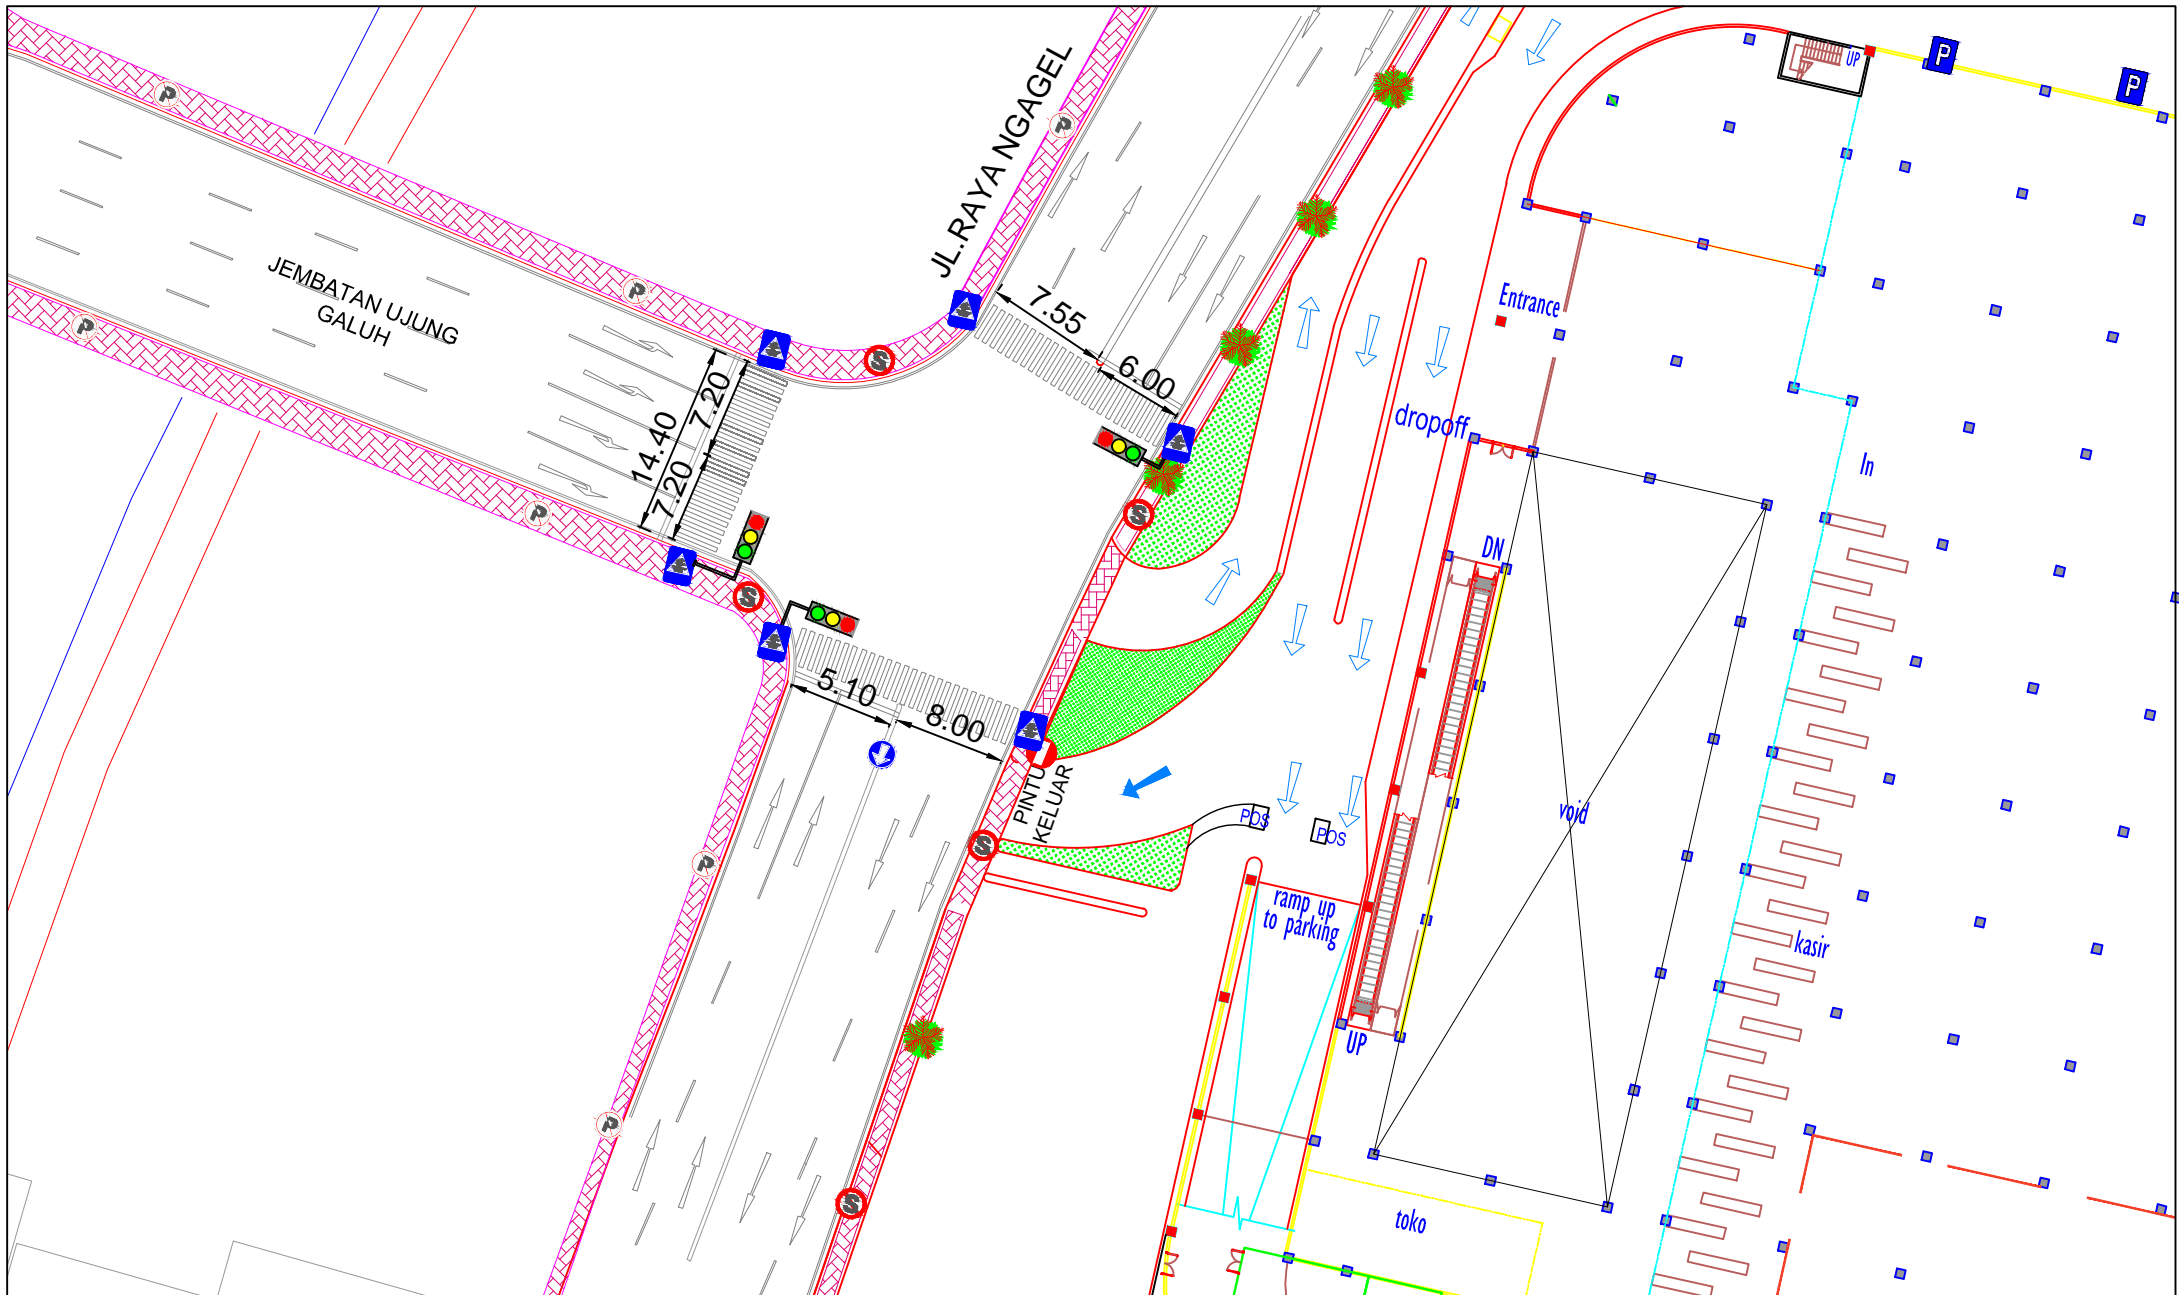 UP
P
P
JL.RAYA NGAGEL
P
P
JEMBATAN UJUNG
GALUH
P
P
P
7.55
6.00
Entrance
dropoff
In
14.40
7.20
7.20
S
S
S
DN
5.10
8.00
PINTU
KELUAR
POS
POS
void
P
S
ramp up
to parking
kasir
UP
P
S
toko